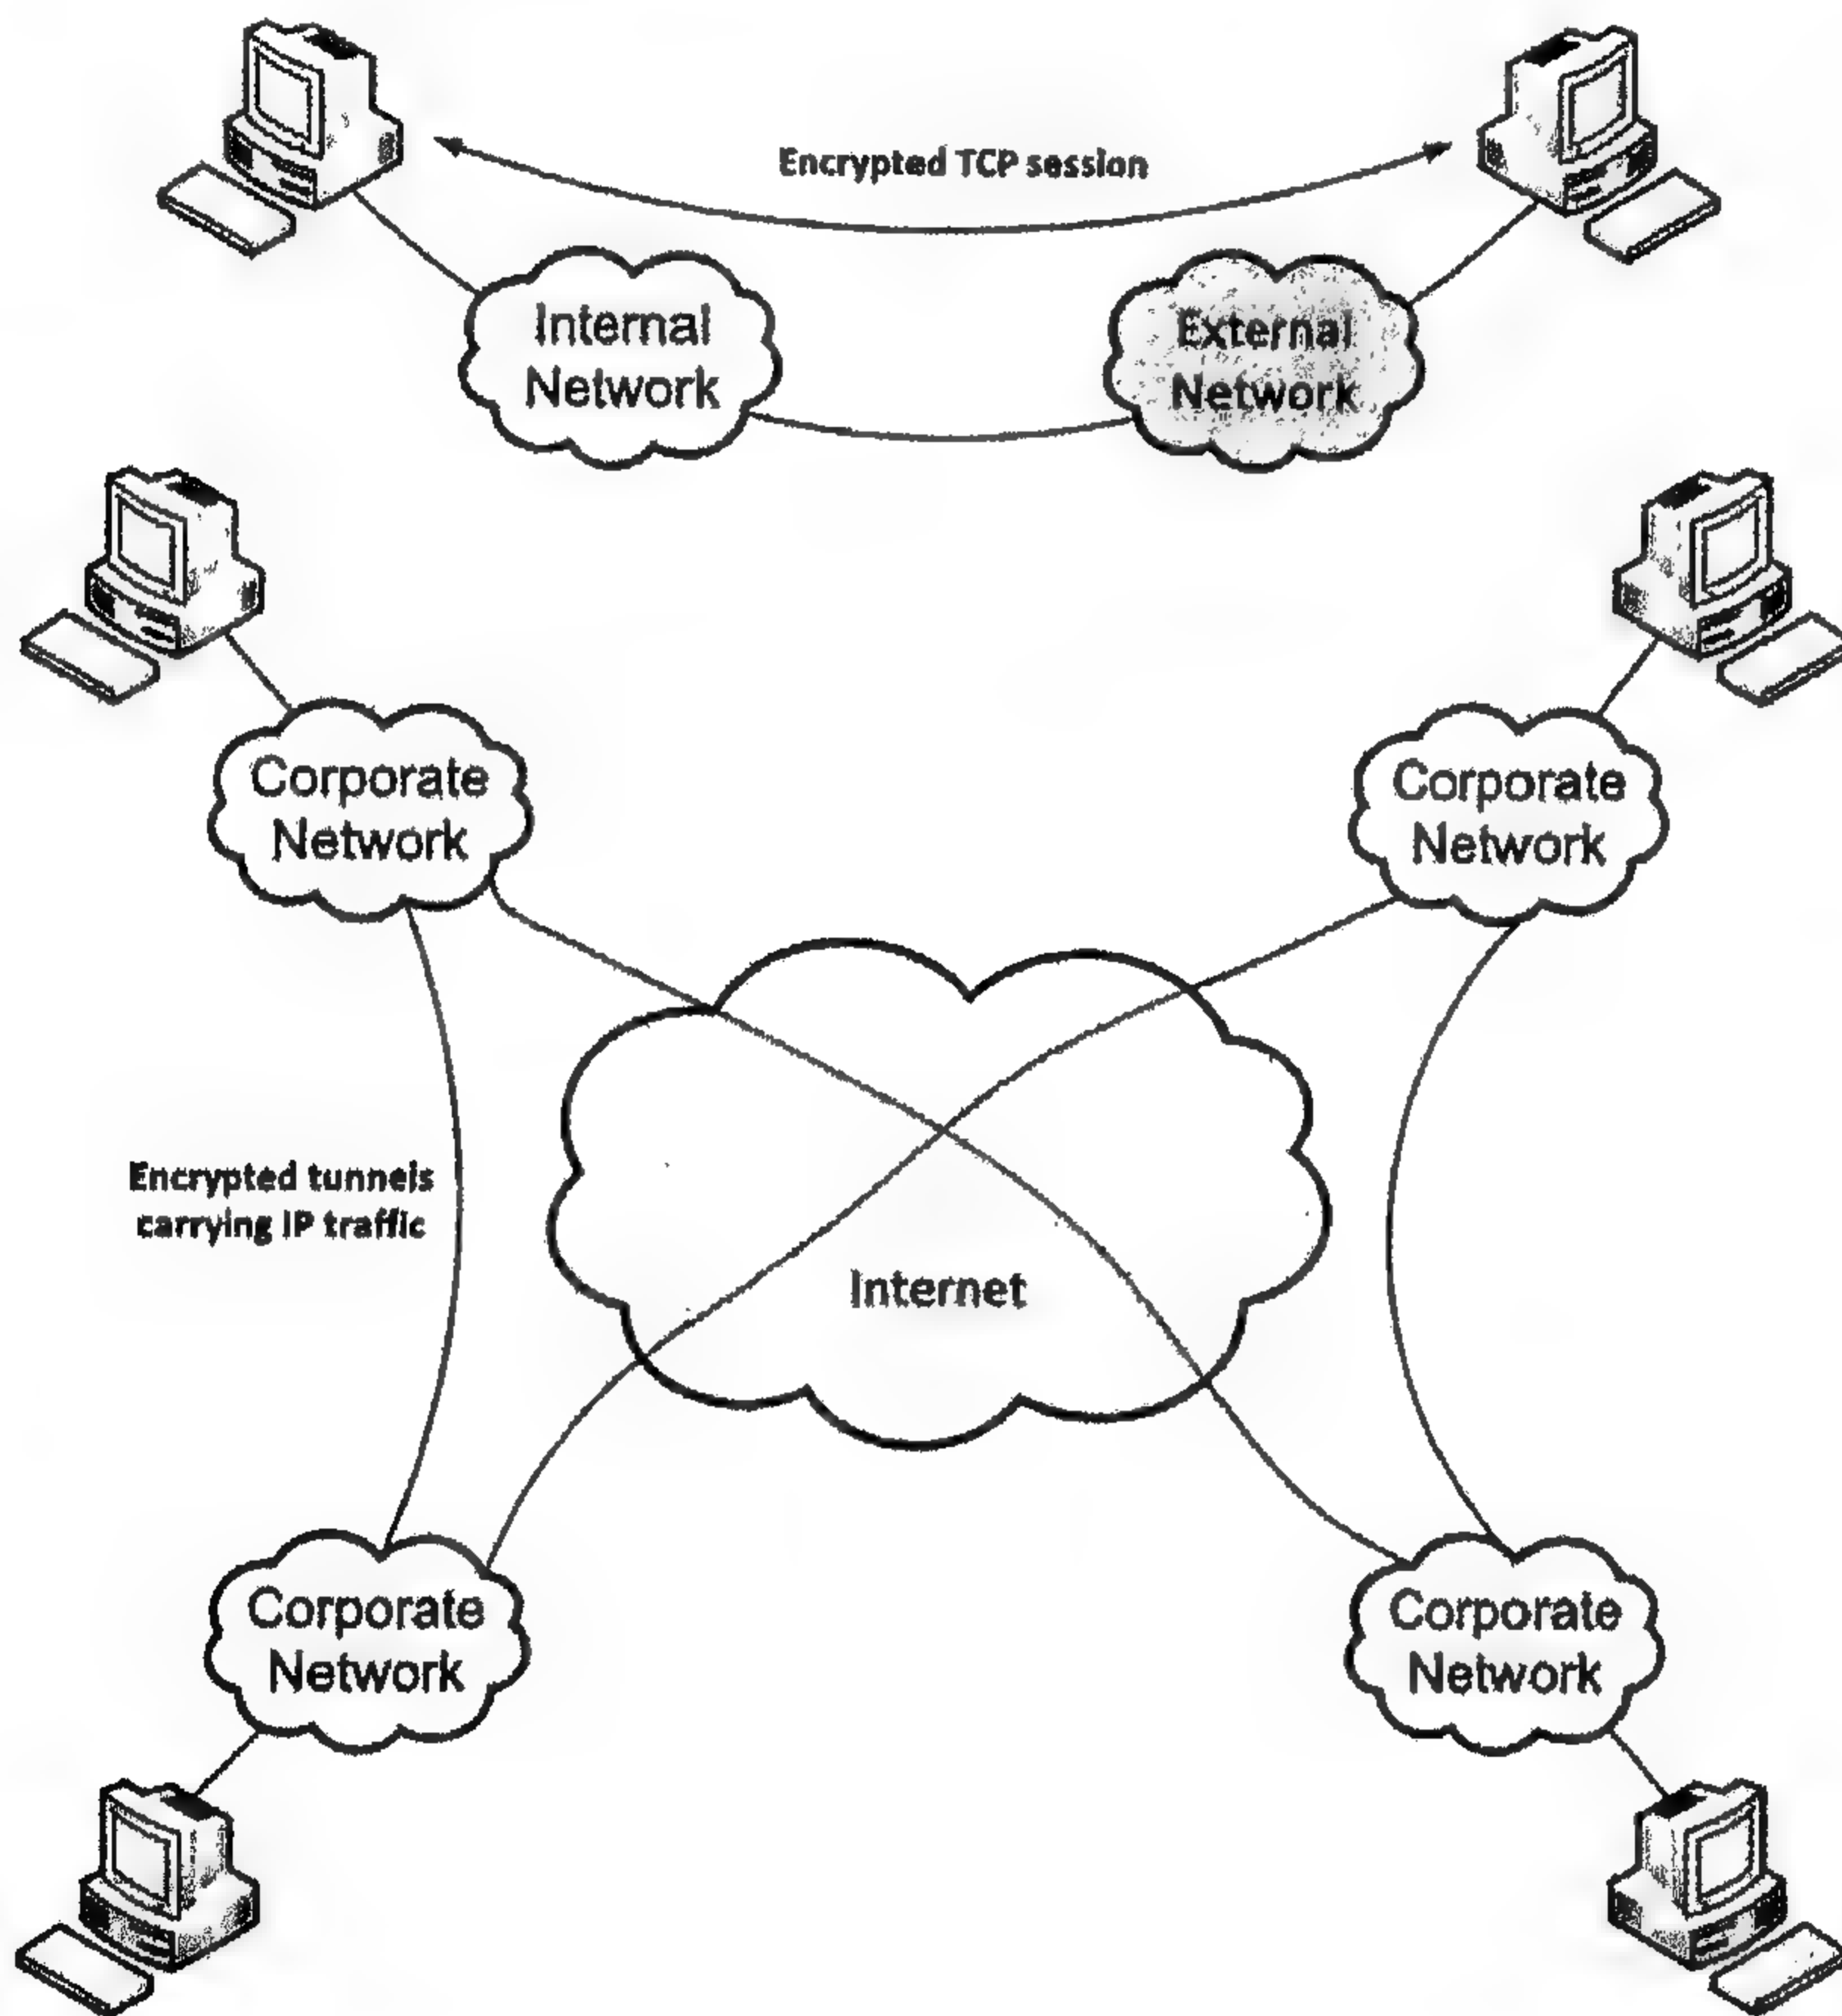 Encrypted TCP session
Internal
Network
External
Network
Corporate
Network
Corporate
Network
Encrypted tunnels
carrying IP traffic
Internet
Corporate
Network
Corporate
Network